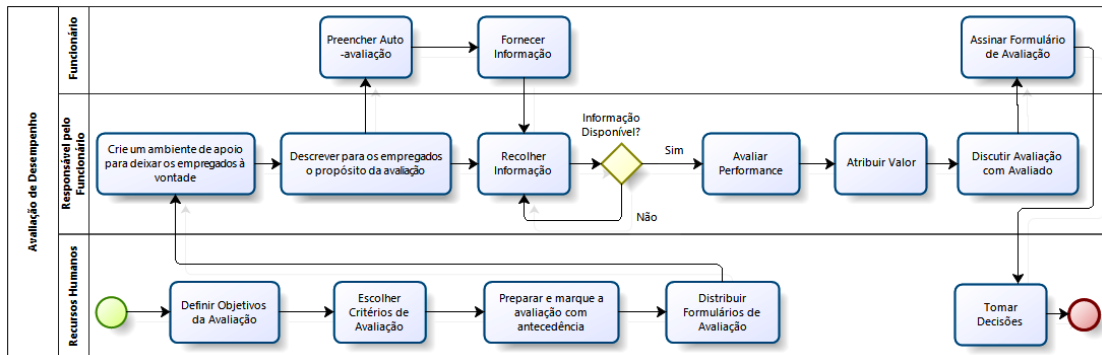 Avaliação de Desempenho
Funcionário
Preencher Auto
-avaliação
Fornecer
Informação
Assinar Formulário
de Avaliação
Responsável pelo
Funcionário
Crie um ambiente de apoio
para deixar os empregados à
vontade
Descrever para os empregados
o propósito da avaliação
Recolher
Informação
Informação
Disponível?
Sim
Não
Avaliar
Performance
Atribuir Valor
Discutir Avaliação
com Avaliado
Recursos Humanos
Definir Objetivos
da Avaliação
Escolher
Critérios de
Avaliação
Preparar e marque a
avaliação com
antecedência
Distribuir
Formulários de
Avaliação
Tomar
Decisões